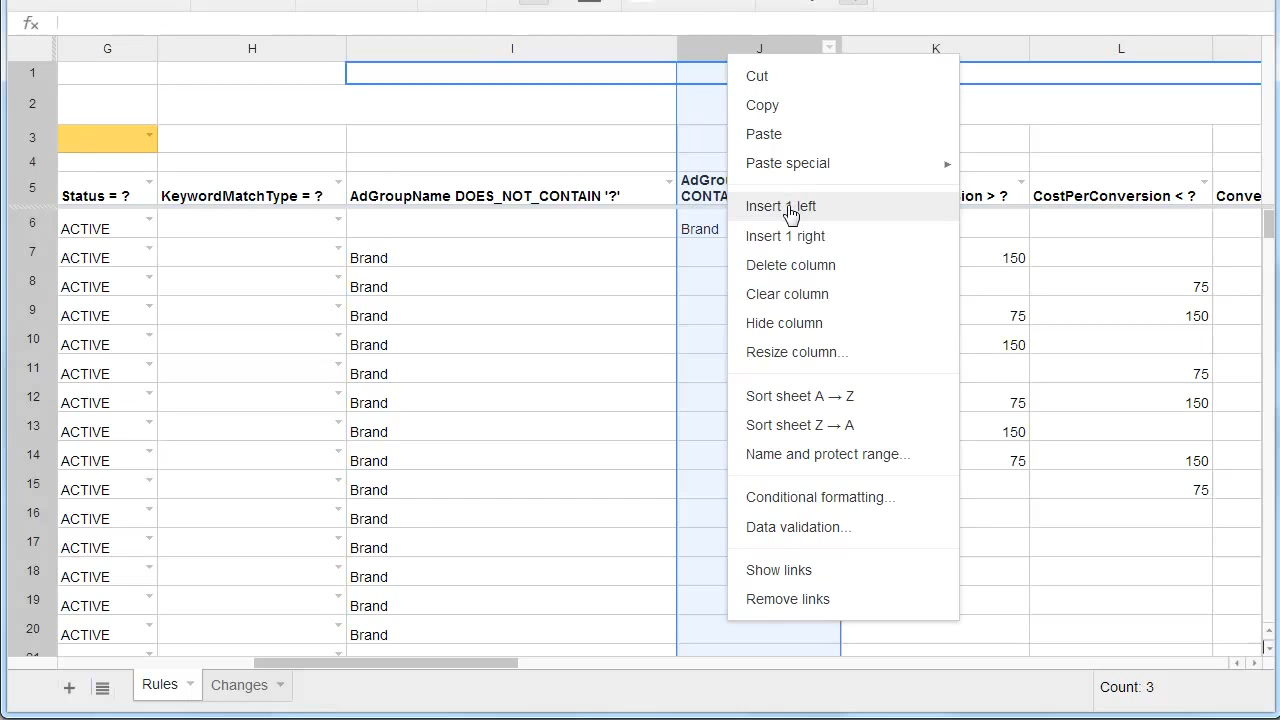 fx
G H I J K L
1
2
3
4
5 Status = ? KeywordMatchType = ? AdGroupName DOES_NOT_CONTAIN '?' > ? CostPerConversion < ?
6 ACTIVE Brand
7 ACTIVE Brand 150
8 ACTIVE Brand 75
9 ACTIVE Brand 75 150
10 ACTIVE Brand 150
11 ACTIVE Brand 75
12 ACTIVE Brand 75 150
13 ACTIVE Brand 150
14 ACTIVE Brand 75 150
15 ACTIVE Brand 75
16 ACTIVE Brand
17 ACTIVE Brand
18 ACTIVE Brand
19 ACTIVE Brand
20 ACTIVE Brand
Cut
Copy
Paste
Paste special
Insert 1 left
Insert 1 right
Delete column
Clear column
Hide column
Resize column...
Sort sheet A → Z
Sort sheet Z → A
Name and protect range...
Conditional formatting...
Data validation...
Show links
Remove links
+ Rules Changes Count: 3